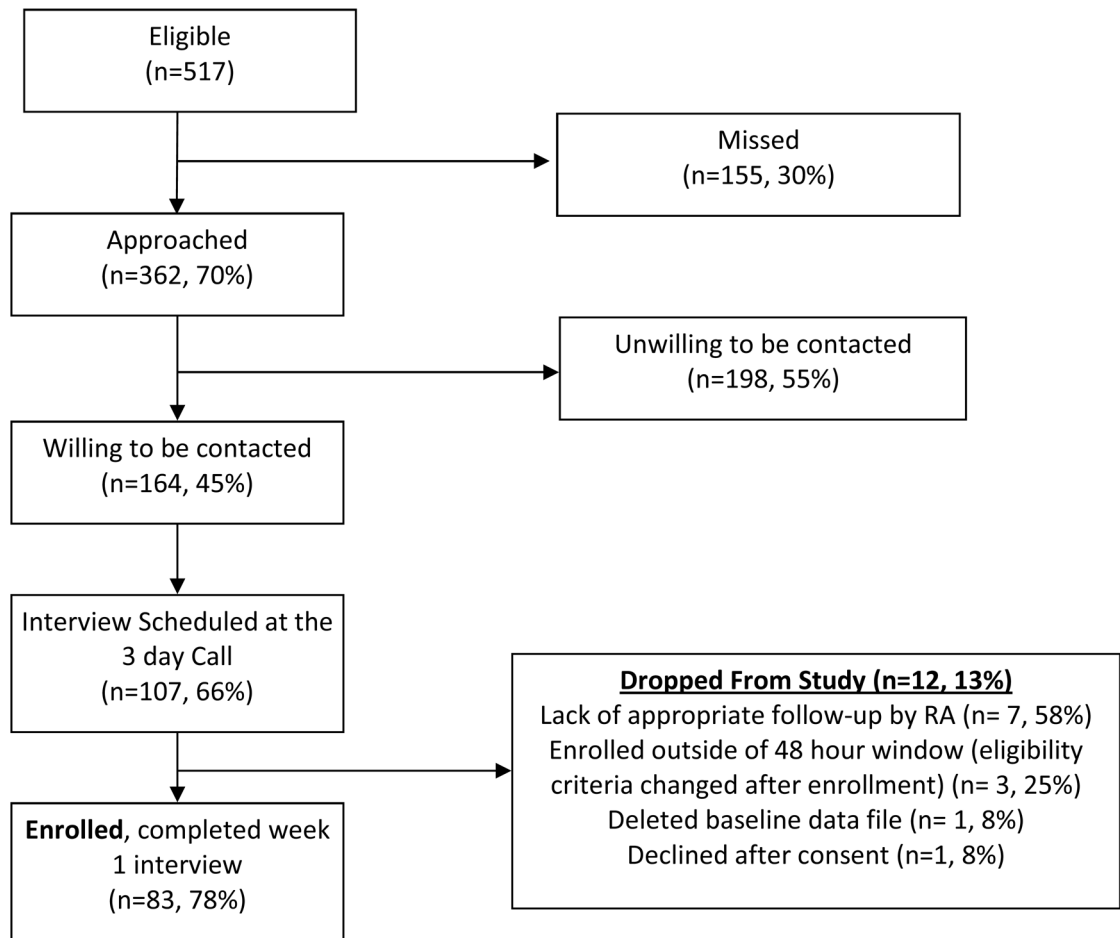 Eligible
(n=517)
Missed
(n=155, 30%)
Approached
(n=362, 70%)
Unwilling to be contacted
(n=198, 55%)
Willing to be contacted
(n=164, 45%)
Interview Scheduled at the
3 day Call
(n=107, 66%)
Dropped From Study (n=12, 13%)
Lack of appropriate follow-up by RA (n= 7, 58%)
Enrolled outside of 48 hour window (eligibility
criteria changed after enrollment) (n= 3, 25%)
Deleted baseline data file (n= 1, 8%)
Declined after consent (n=1, 8%)
Enrolled, completed week
1 interview
(n=83, 78%)